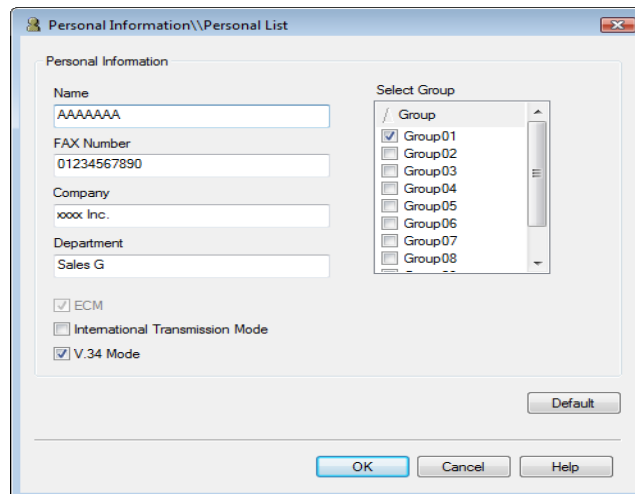 Personal Information\\Personal List
Personal Information
Name
AAAAAAA
FAX Number
01234567890
Company
xxxx Inc.
Department
Sales G
ECM
International Transmission Mode
V.34 Mode
Select Group
Group
Group01
Group02
Group03
Group04
Group05
Group06
Group07
Group08
Default
OK
Cancel
Help